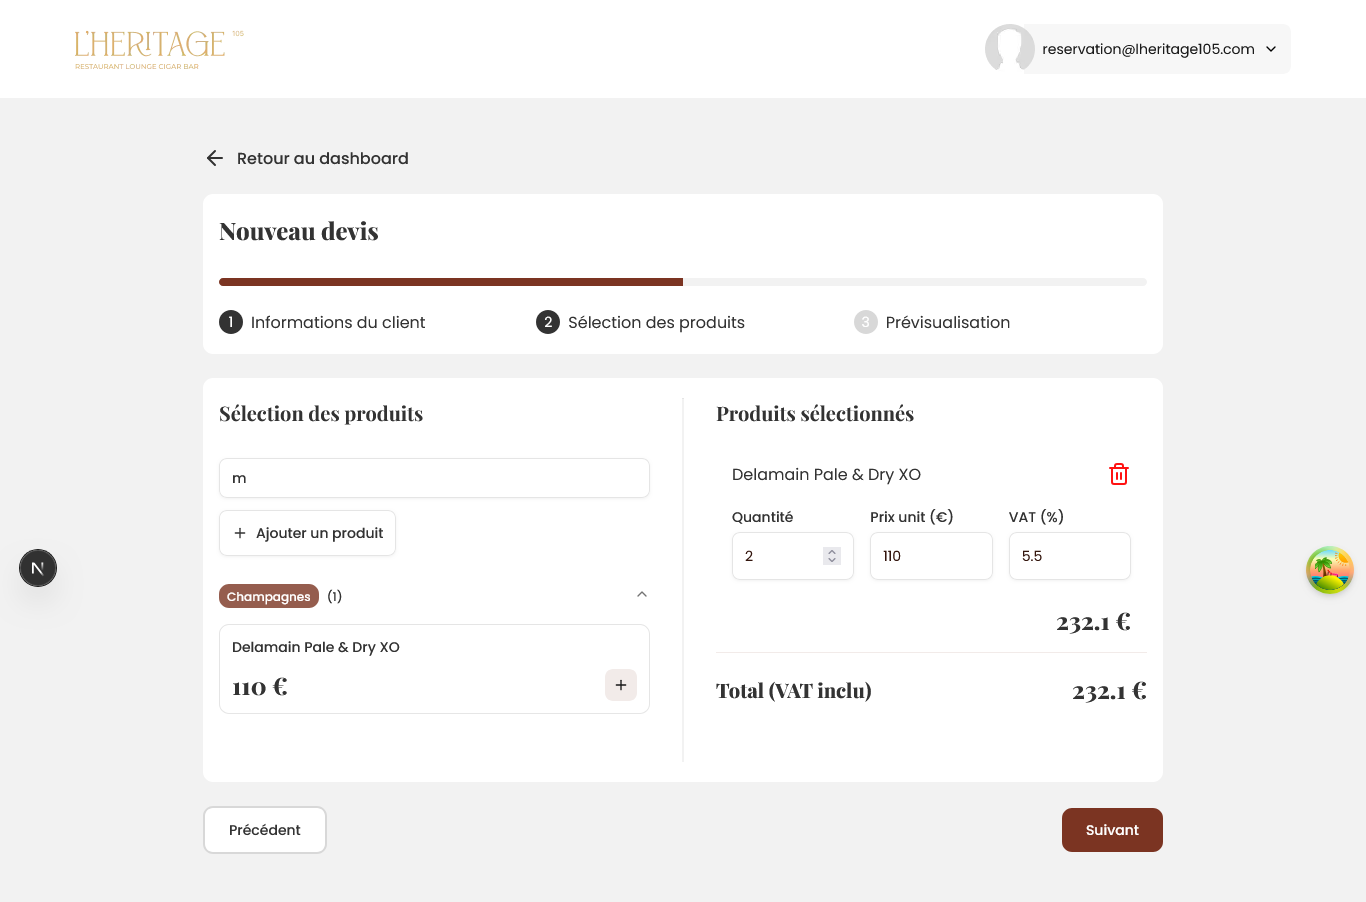 L'HERITAGE 105
RESTAURANT LOUNGE CIGAR BAR
reservation@lheritage105.com
Retour au dashboard
Nouveau devis
1 Informations du client
2 Sélection des produits
3 Prévisualisation
Sélection des produits
m
Ajouter un produit
Champagnes (1)
Delamain Pale & Dry XO
110 €
+
Produits sélectionnés
Delamain Pale & Dry XO
Quantité Prix unit (€) VAT (%)
2 110 5.5
232.1 €
Total (VAT inclu) 232.1 €
N
Précédent
Suivant